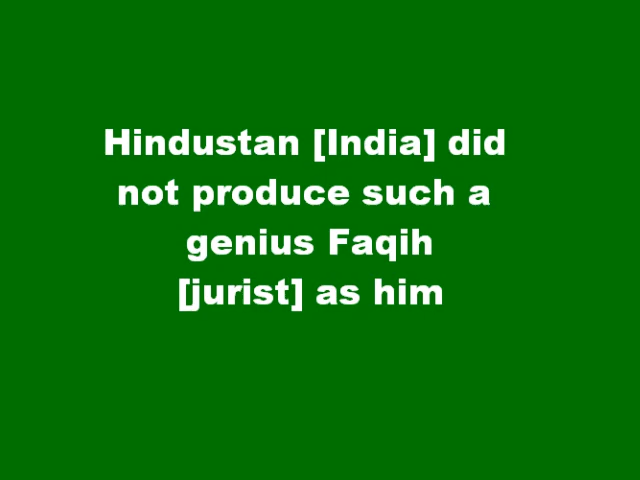 Hindustan [India] did
not produce such a
genius Faqih
[jurist] as him